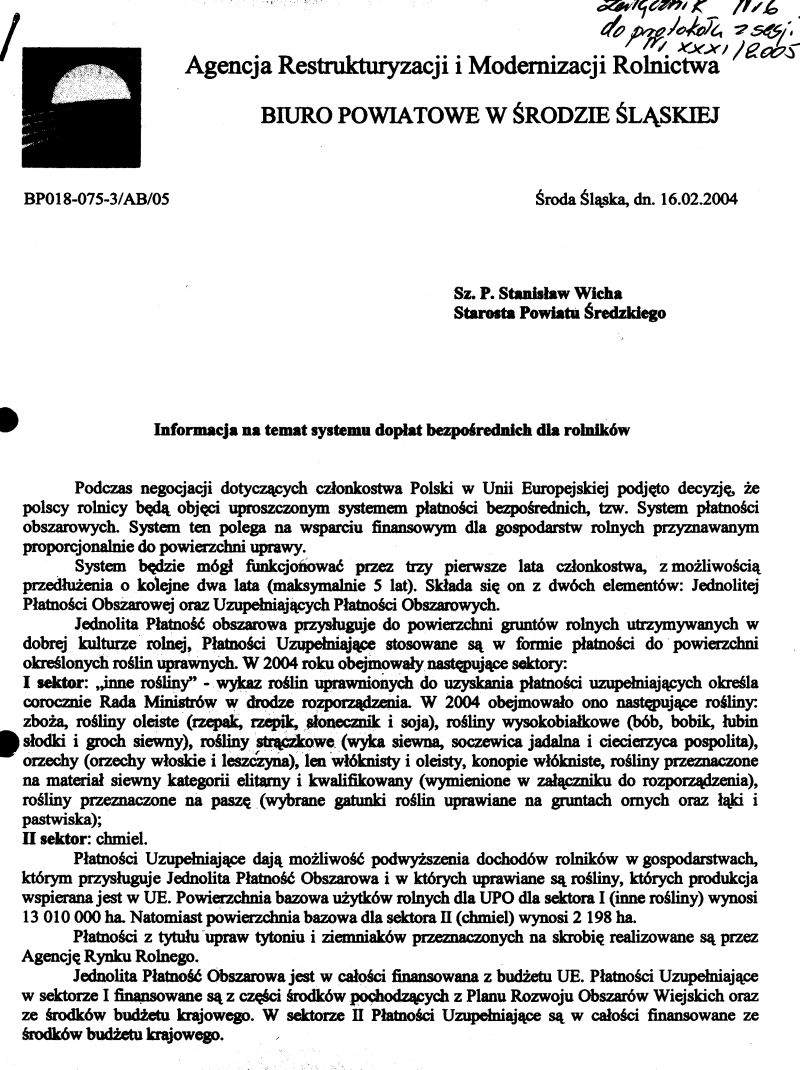 Załącznik Nr 6
do protokołu z sesji
Nr XXXI/2005
Agencja Restrukturyzacji i Modernizacji Rolnictwa
BIURO POWIATOWE W ŚRODZIE ŚLĄSKIEJ
BP018-075-3/AB/05
Środa Śląska, dn. 16.02.2004
Sz. P. Stanisław Wicha
Starosta Powiatu Średzkiego
Informacja na temat systemu dopłat bezpośrednich dla rolników
Podczas negocjacji dotyczących członkostwa Polski w Unii Europejskiej podjęto decyzję, że
polscy rolnicy będą objęci uproszczonym systemem płatności bezpośrednich, tzw. System płatności
obszarowych. System ten polega na wsparciu finansowym dla gospodarstw rolnych przyznawanym
proporcjonalnie do powierzchni uprawy.
System będzie mógł funkcjonować przez trzy pierwsze lata członkostwa, z możliwością
przedłużenia o kolejne dwa lata (maksymalnie 5 lat). Składa się on z dwóch elementów: Jednolitej
Płatności Obszarowej oraz Uzupełniających Płatności Obszarowych.
Jednolita Płatność obszarowa przysługuje do powierzchni gruntów rolnych utrzymywanych w
dobrej kulturze rolnej, Płatności Uzupełniające stosowane są w formie płatności do powierzchni
określonych roślin uprawnych. W 2004 roku obejmowały następujące sektory:
I sektor: „inne rośliny” - wykaz roślin uprawnionych do uzyskania płatności uzupełniających określa
corocznie Rada Ministrów w drodze rozporządzenia. W 2004 obejmowało ono następujące rośliny:
zboża, rośliny oleiste (rzepak, rzepik, słonecznik i soja), rośliny wysokobiałkowe (bób, bobik, łubin
słodki i groch siewny), rośliny strączkowe (wyka siewna, soczewica jadalna i ciecierzyca pospolita),
orzechy (orzechy włoskie i leszczyna), len włóknisty i oleisty, konopie włókniste, rośliny przeznaczone
na materiał siewny kategorii elitarny i kwalifikowany (wymienione w załączniku do rozporządzenia),
rośliny przeznaczone na paszę (wybrane gatunki roślin uprawiane na gruntach ornych oraz łąki i
pastwiska);
II sektor: chmiel.
Płatności Uzupełniające dają możliwość podwyższenia dochodów rolników w gospodarstwach,
którym przysługuje Jednolita Płatność Obszarowa i w których uprawiane są rośliny, których produkcja
wspierana jest w UE. Powierzchnia bazowa użytków rolnych dla UPO dla sektora I (inne rośliny) wynosi
13 010 000 ha. Natomiast powierzchnia bazowa dla sektora II (chmiel) wynosi 2 198 ha.
Płatności z tytułu upraw tytoniu i ziemniaków przeznaczonych na skrobię realizowane są przez
Agencję Rynku Rolnego.
Jednolita Płatność Obszarowa jest w całości finansowana z budżetu UE. Płatności Uzupełniające
w sektorze I finansowane są z części środków pochodzących z Planu Rozwoju Obszarów Wiejskich oraz
ze środków budżetu krajowego. W sektorze II Płatności Uzupełniające są w całości finansowane ze
środków budżetu krajowego.